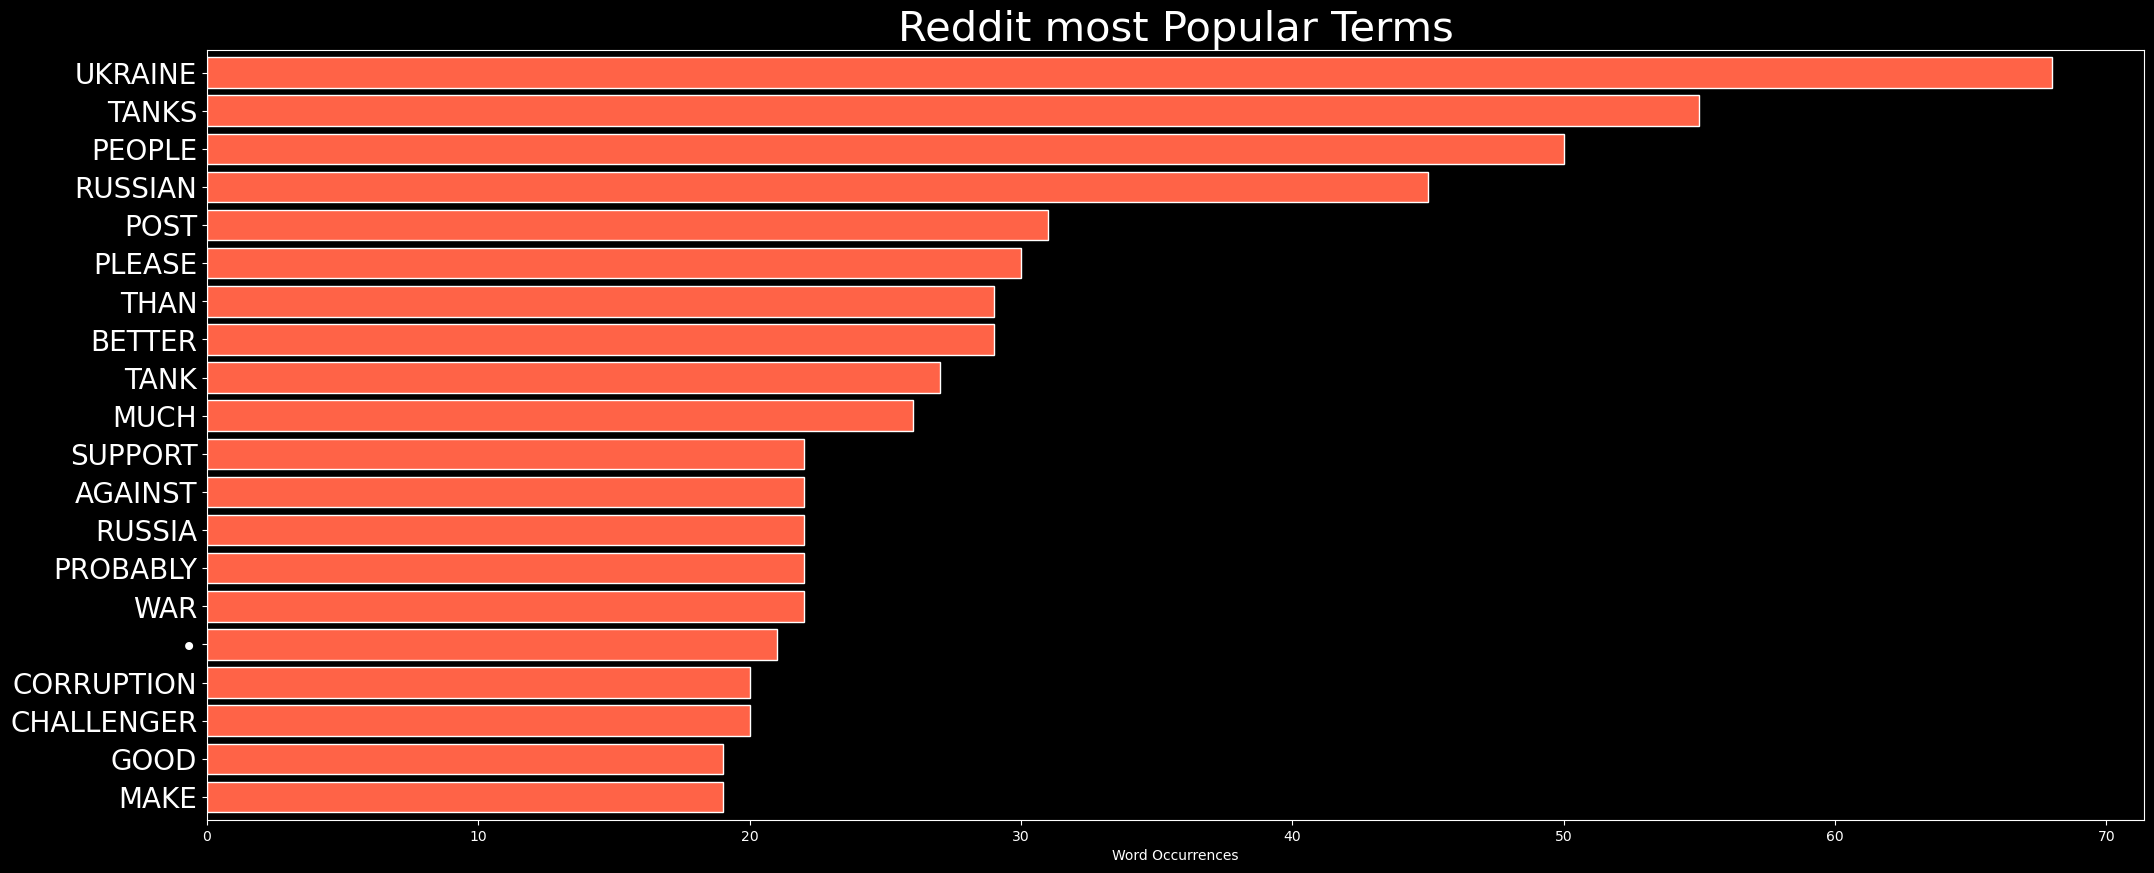 Reddit most Popular Terms
UKRAINE
TANKS
PEOPLE
RUSSIAN
POST
PLEASE
THAN
BETTER
TANK
MUCH
SUPPORT
AGAINST
RUSSIA
PROBABLY
WAR
•
CORRUPTION
CHALLENGER
GOOD
MAKE
0 10 20 30 40 50 60 70
Word Occurrences